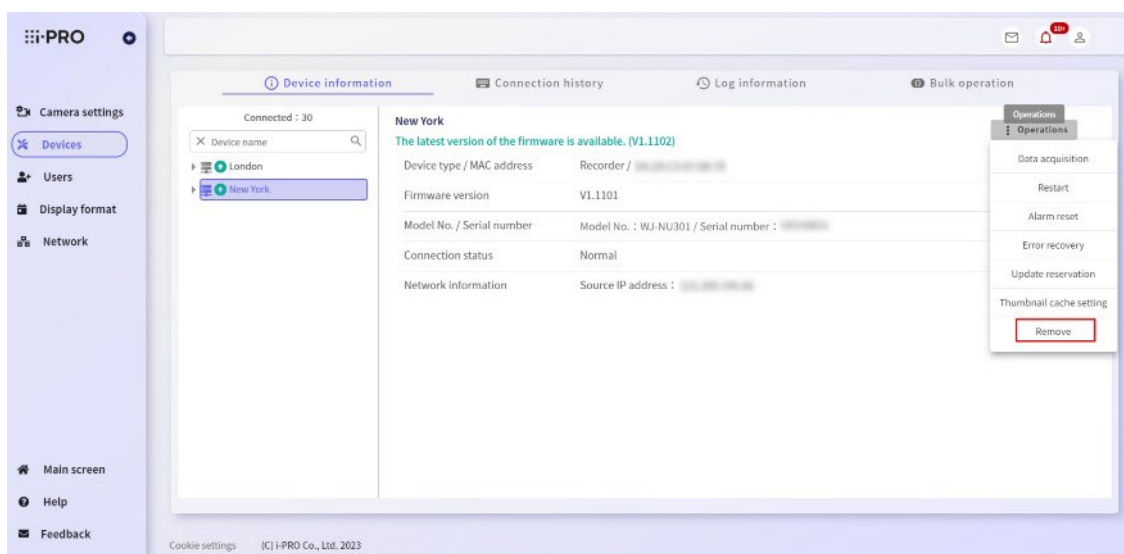 i-PRO
10+
Device information
Connection history
Log information
Bulk operation
Camera settings
Devices
Users
Display format
Network
Main screen
Help
Feedback
Connected : 30
Device name
London
New York
New York
The latest version of the firmware is available. (V1.1102)
Device type / MAC address Recorder /
Firmware version V1.1101
Model No. / Serial number Model No. : WJ-NU301 / Serial number :
Connection status Normal
Network information Source IP address :
Operations
Operations
Data acquisition
Restart
Alarm reset
Error recovery
Update reservation
Thumbnail cache setting
Remove
Cookie settings (C) i-PRO Co., Ltd. 2023